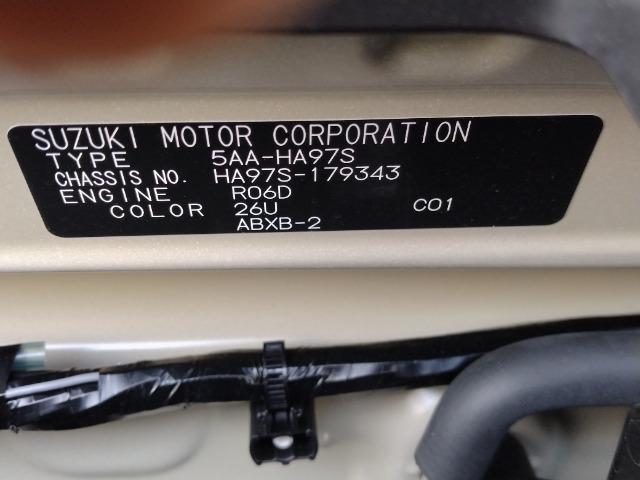 SUZUKI MOTOR CORPORATION
TYPE 5AA-HA97S
CHASSIS NO. HA97S-179343
ENGINE R06D
COLOR 26U C01
ABXB-2